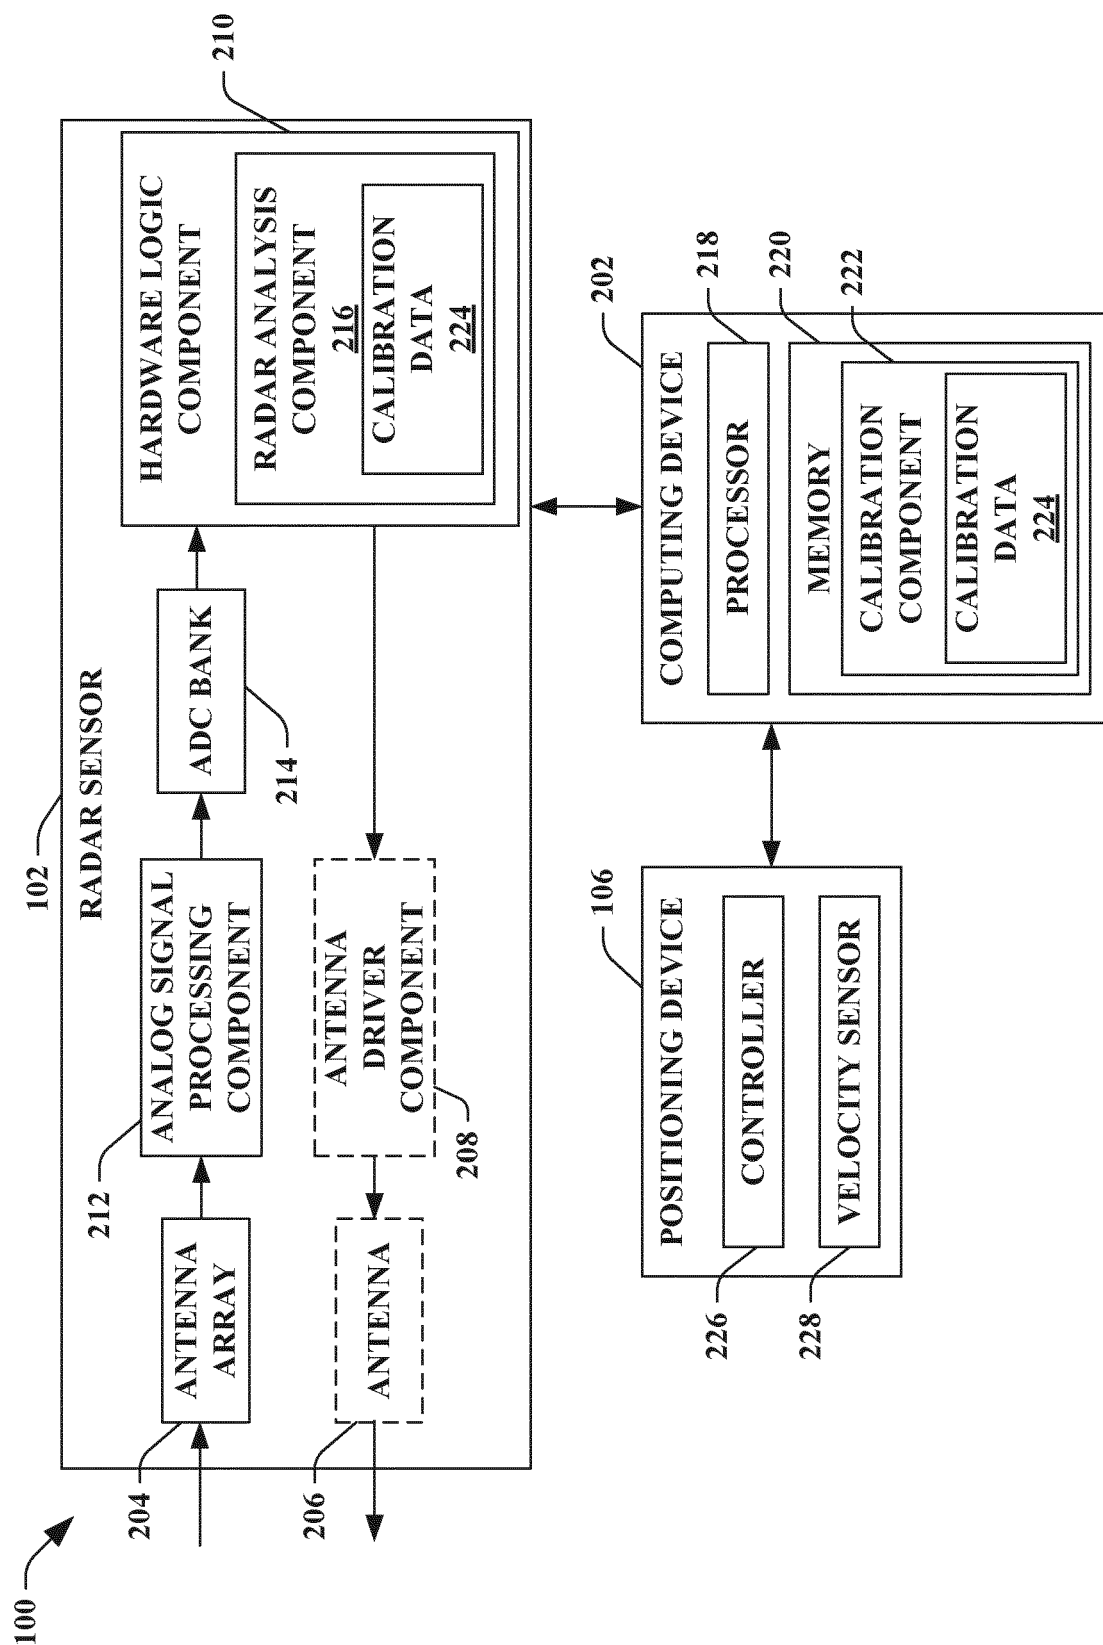 100
102
RADAR SENSOR
204
ANTENNA
ARRAY
212
ANALOG SIGNAL
PROCESSING
COMPONENT
ADC BANK
214
HARDWARE LOGIC
COMPONENT
210
RADAR ANALYSIS
COMPONENT
216
CALIBRATION
DATA
224
206
ANTENNA
ANTENNA
DRIVER
COMPONENT
208
106
POSITIONING DEVICE
CONTROLLER
226
VELOCITY SENSOR
228
202
COMPUTING DEVICE
PROCESSOR
218
MEMORY
220
CALIBRATION
COMPONENT
222
CALIBRATION
DATA
224